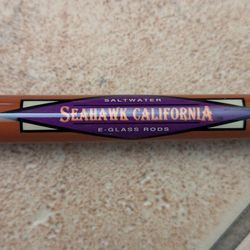 SALTWATER
SEAHAWK CALIFORNIA
E-GLASS RODS